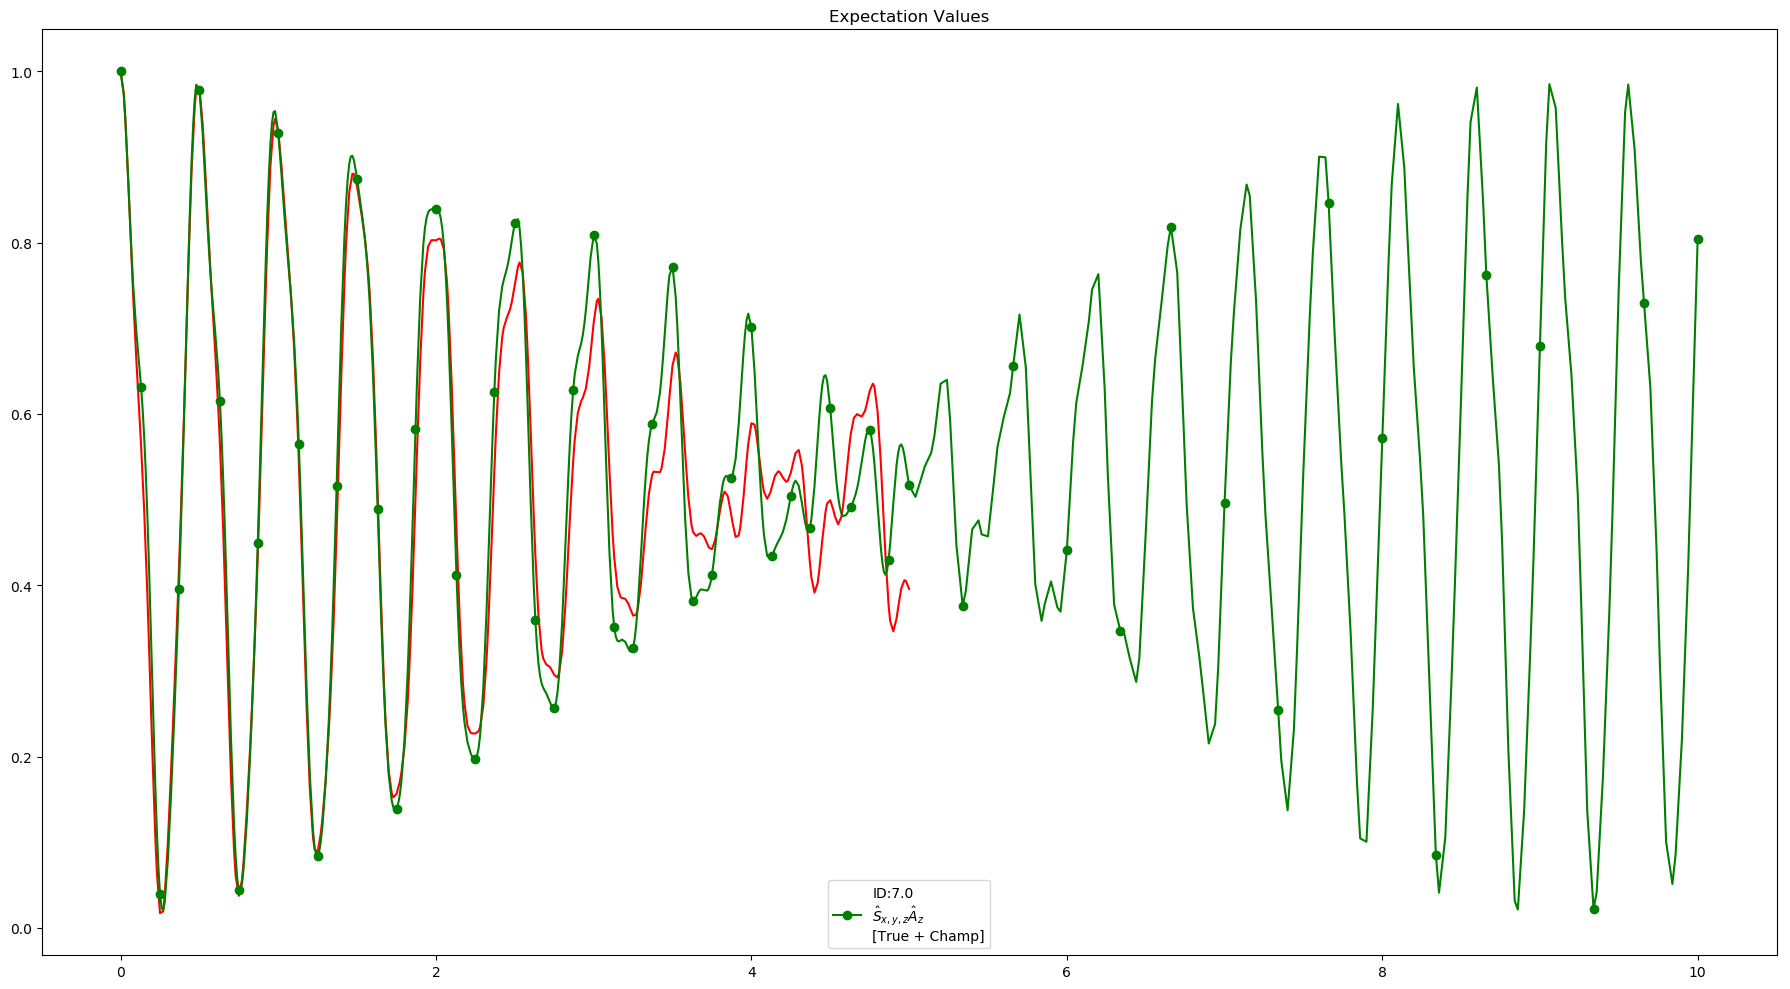 Expectation Values
1.0
0.8
0.6
0.4
0.2
0.0
ID:7.0
$\hat{S}_{x,y,z}\hat{A}_{z}$
[True + Champ]
0 2 4 6 8 10